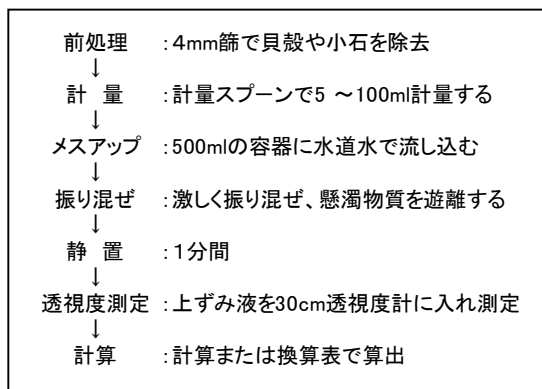 前処理 :4mm篩で貝殻や小石を除去
↓
計 量 :計量スプーンで5 ～100ml計量する
↓
メスアップ :500mlの容器に水道水で流し込む
↓
振り混ぜ :激しく振り混ぜ、懸濁物質を遊離する
↓
静 置 :1分間
↓
透視度測定 :上ずみ液を30cm透視度計に入れ測定
↓
計算 :計算または換算表で算出